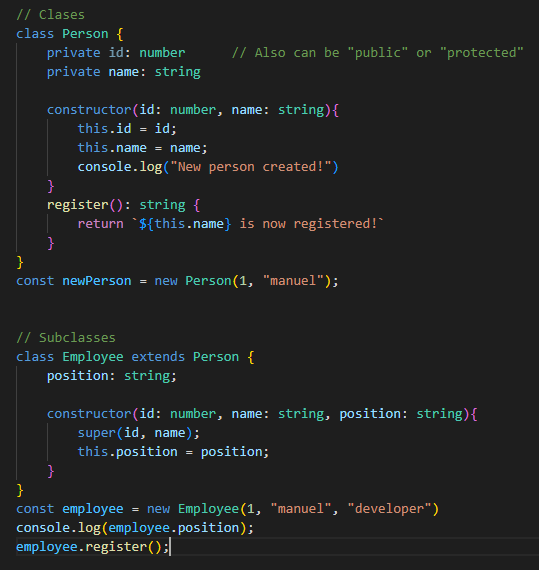 // Clases
class Person {
    private id: number      // Also can be "public" or "protected"
    private name: string

    constructor(id: number, name: string){
        this.id = id;
        this.name = name;
        console.log("New person created!")
    }
    register(): string {
        return `${this.name} is now registered!`
    }
}
const newPerson = new Person(1, "manuel");


// Subclasses
class Employee extends Person {
    position: string;

    constructor(id: number, name: string, position: string){
        super(id, name);
        this.position = position;
    }
}
const employee = new Employee(1, "manuel", "developer")
console.log(employee.position);
employee.register();